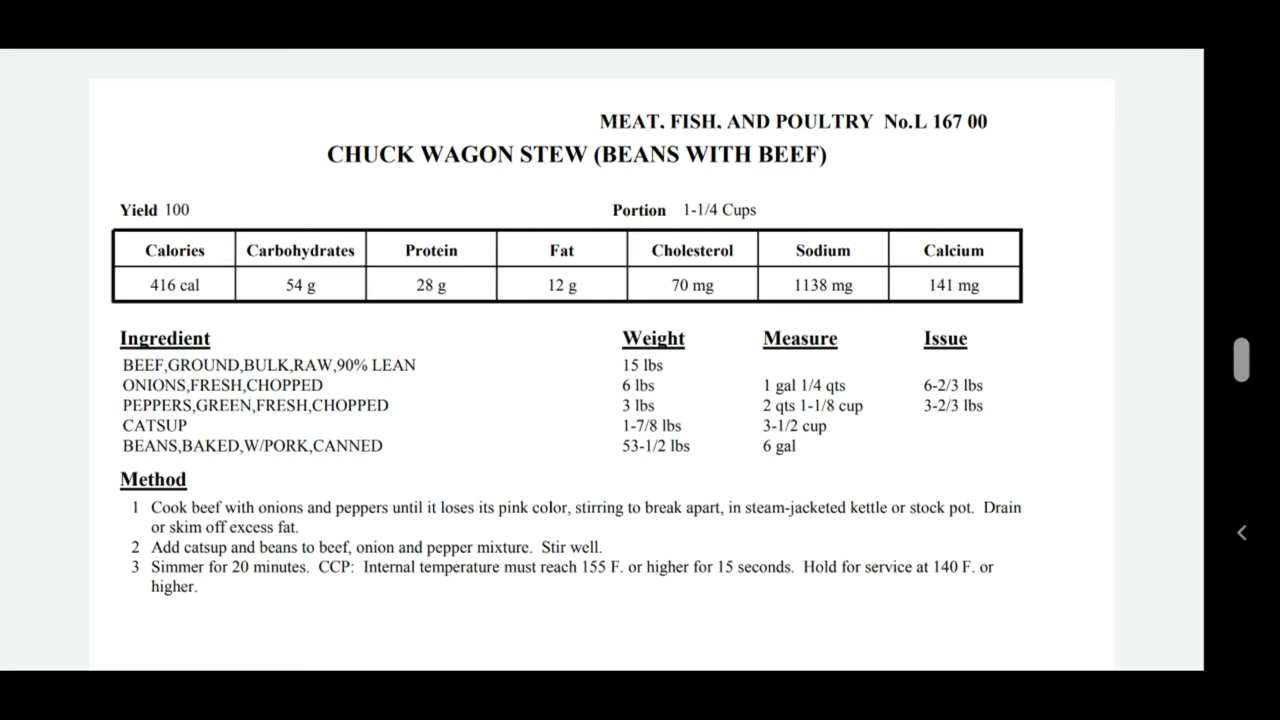 MEAT, FISH, AND POULTRY No.L 167 00
CHUCK WAGON STEW (BEANS WITH BEEF)
Yield 100 Portion 1-1/4 Cups
Calories Carbohydrates Protein Fat Cholesterol Sodium Calcium
416 cal 54 g 28 g 12 g 70 mg 1138 mg 141 mg
Ingredient Weight Measure Issue
BEEF,GROUND,BULK,RAW,90% LEAN 15 lbs
ONIONS,FRESH,CHOPPED 6 lbs 1 gal 1/4 qts 6-2/3 lbs
PEPPERS,GREEN,FRESH,CHOPPED 3 lbs 2 qts 1-1/8 cup 3-2/3 lbs
CATSUP 1-7/8 lbs 3-1/2 cup
BEANS,BAKED,W/PORK,CANNED 53-1/2 lbs 6 gal
Method
1 Cook beef with onions and peppers until it loses its pink color, stirring to break apart, in steam-jacketed kettle or stock pot. Drain
or skim off excess fat.
2 Add catsup and beans to beef, onion and pepper mixture. Stir well.
3 Simmer for 20 minutes. CCP: Internal temperature must reach 155 F. or higher for 15 seconds. Hold for service at 140 F. or
higher.